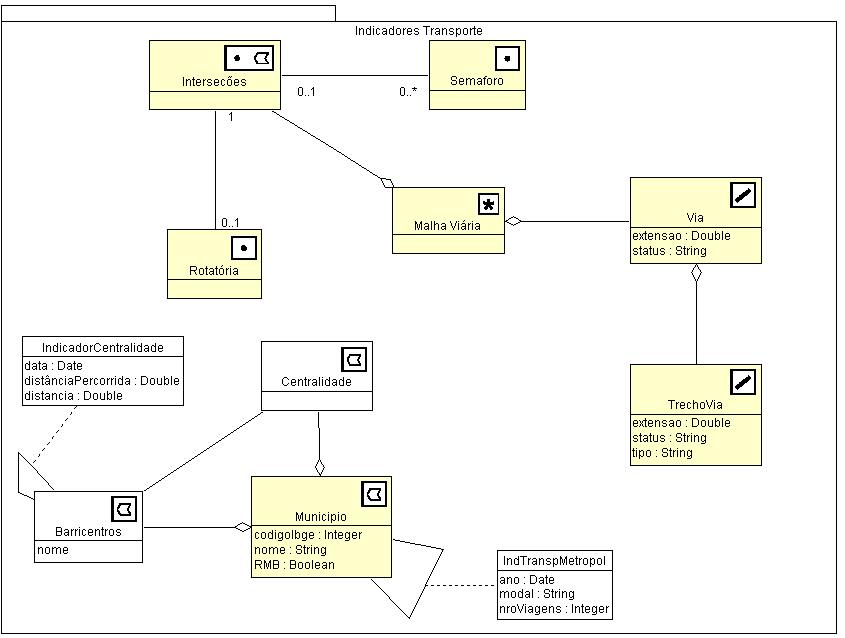 Indicadores Transporte
Intersecões
Semaforo
0..1
0..*
1
0..1
Rotatória
Malha Viária
Via
extensao : Double
status : String
TrechoVia
extensao : Double
status : String
tipo : String
IndicadorCentralidade
data : Date
distânciaPercorrida : Double
distancia : Double
Centralidade
Barricentros
nome
Municipio
codigoIbge : Integer
nome : String
RMB : Boolean
IndTranspMetropol
ano : Date
modal : String
nroViagens : Integer